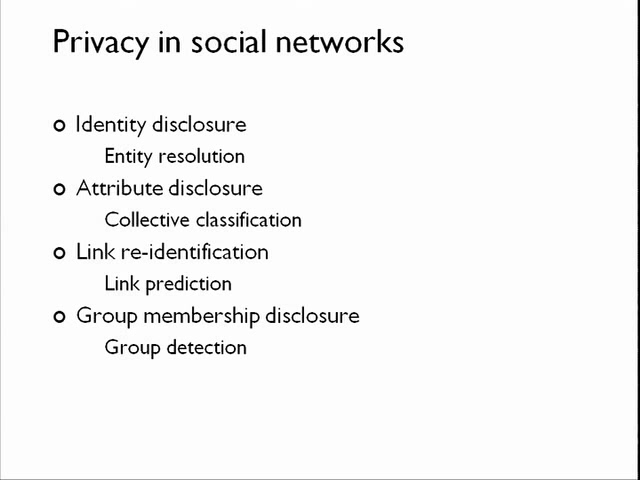 Privacy in social networks
Identity disclosure
Entity resolution
Attribute disclosure
Collective classification
Link re-identification
Link prediction
Group membership disclosure
Group detection